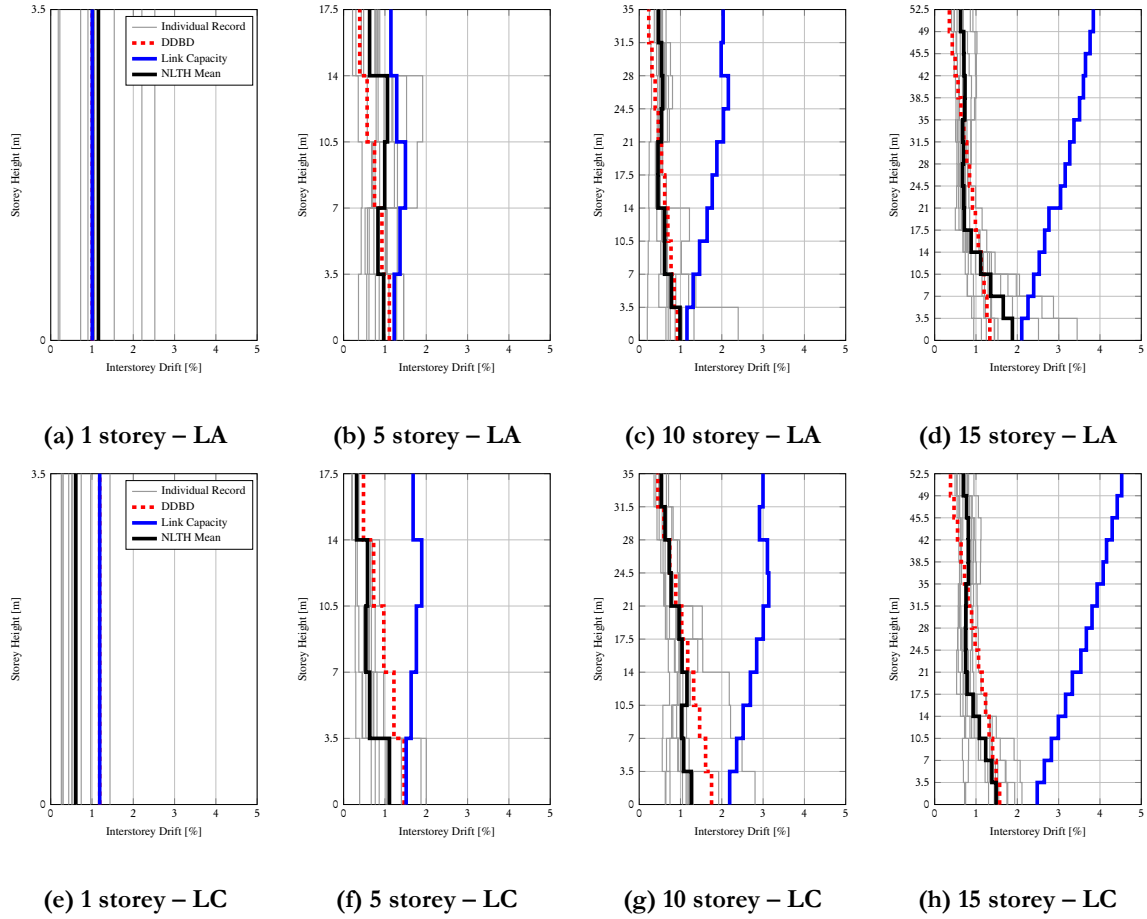 3.5
0
Storey Height [m]
0 1 2 3 4 5
Interstorey Drift [%]
Individual Record
DDBD
Link Capacity
NLTH Mean
(a) 1 storey – LA
17.5
14
10.5
7
3.5
0
Storey Height [m]
0 1 2 3 4 5
Interstorey Drift [%]
(b) 5 storey – LA
35
31.5
28
24.5
21
17.5
14
10.5
7
3.5
0
Storey Height [m]
0 1 2 3 4 5
Interstorey Drift [%]
(c) 10 storey – LA
52.5
49
45.5
42
38.5
35
31.5
28
24.5
21
17.5
14
10.5
7
3.5
0
Storey Height [m]
0 1 2 3 4 5
Interstorey Drift [%]
(d) 15 storey – LA
3.5
0
Storey Height [m]
0 1 2 3 4 5
Interstorey Drift [%]
Individual Record
DDBD
Link Capacity
NLTH Mean
(e) 1 storey – LC
17.5
14
10.5
7
3.5
0
Storey Height [m]
0 1 2 3 4 5
Interstorey Drift [%]
(f) 5 storey – LC
35
31.5
28
24.5
21
17.5
14
10.5
7
3.5
0
Storey Height [m]
0 1 2 3 4 5
Interstorey Drift [%]
(g) 10 storey – LC
52.5
49
45.5
42
38.5
35
31.5
28
24.5
21
17.5
14
10.5
7
3.5
0
Storey Height [m]
0 1 2 3 4 5
Interstorey Drift [%]
(h) 15 storey – LC